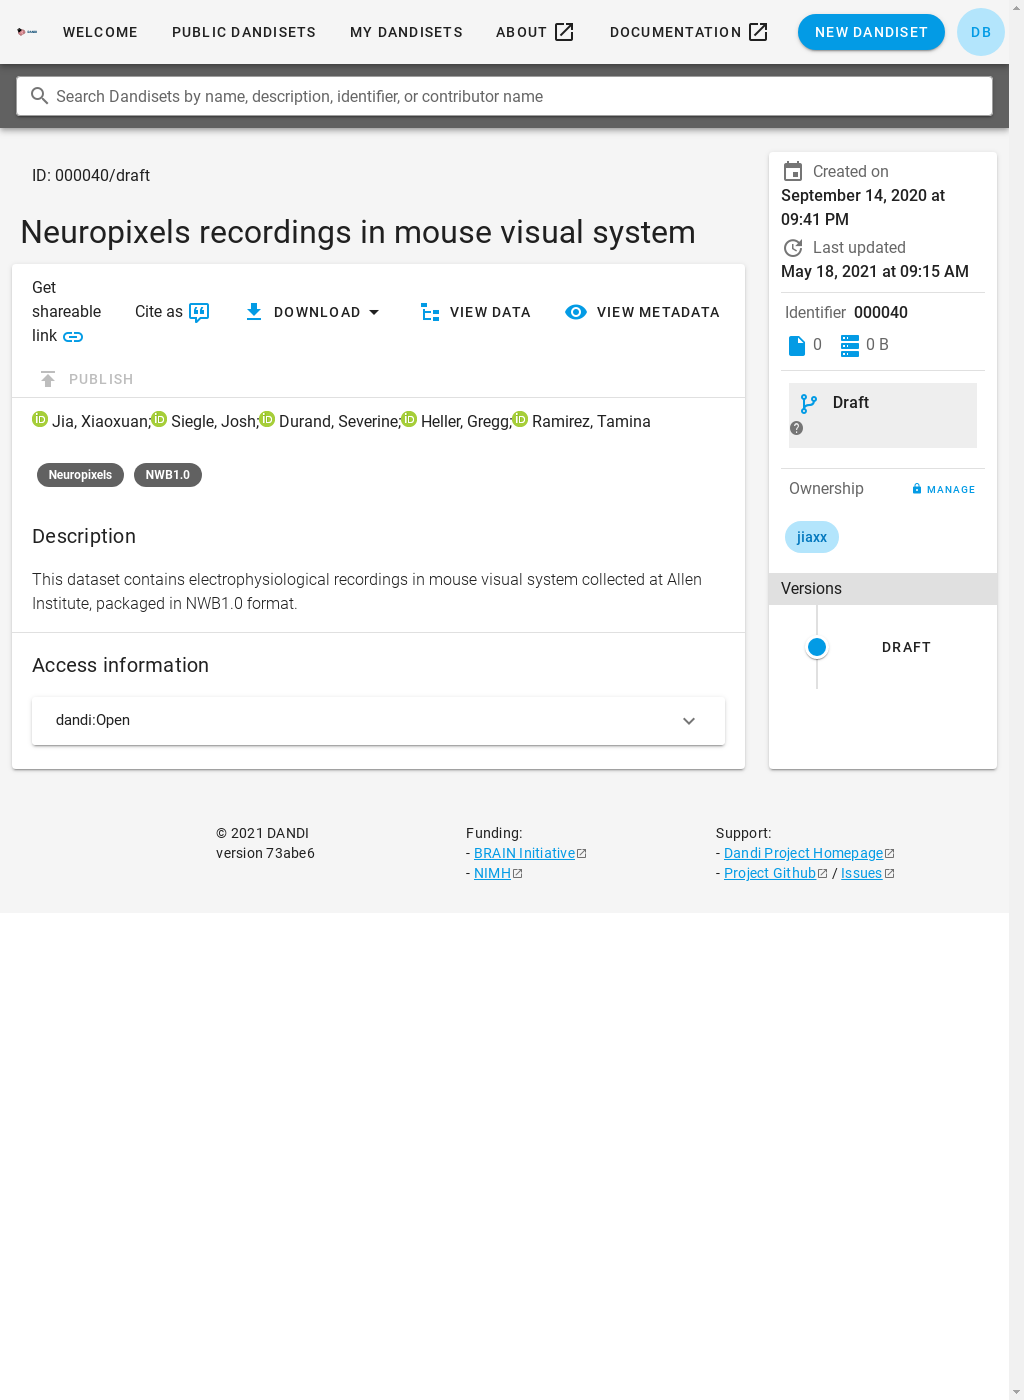 WELCOME PUBLIC DANDISETS MY DANDISETS ABOUT DOCUMENTATION NEW DANDISET DB
Search Dandisets by name, description, identifier, or contributor name
ID: 000040/draft
Neuropixels recordings in mouse visual system
Get
shareable
link
Cite as
DOWNLOAD
VIEW DATA
VIEW METADATA
PUBLISH
Jia, Xiaoxuan; Siegle, Josh; Durand, Severine; Heller, Gregg; Ramirez, Tamina
Neuropixels NWB1.0
Description
This dataset contains electrophysiological recordings in mouse visual system collected at Allen
Institute, packaged in NWB1.0 format.
Access information
dandi:Open
Created on
September 14, 2020 at
09:41 PM
Last updated
May 18, 2021 at 09:15 AM
Identifier 000040
0 0 B
Draft
Ownership MANAGE
jiaxx
Versions
DRAFT
© 2021 DANDI
version 73abe6
Funding:
- BRAIN Initiative
- NIMH
Support:
- Dandi Project Homepage
- Project Github / Issues